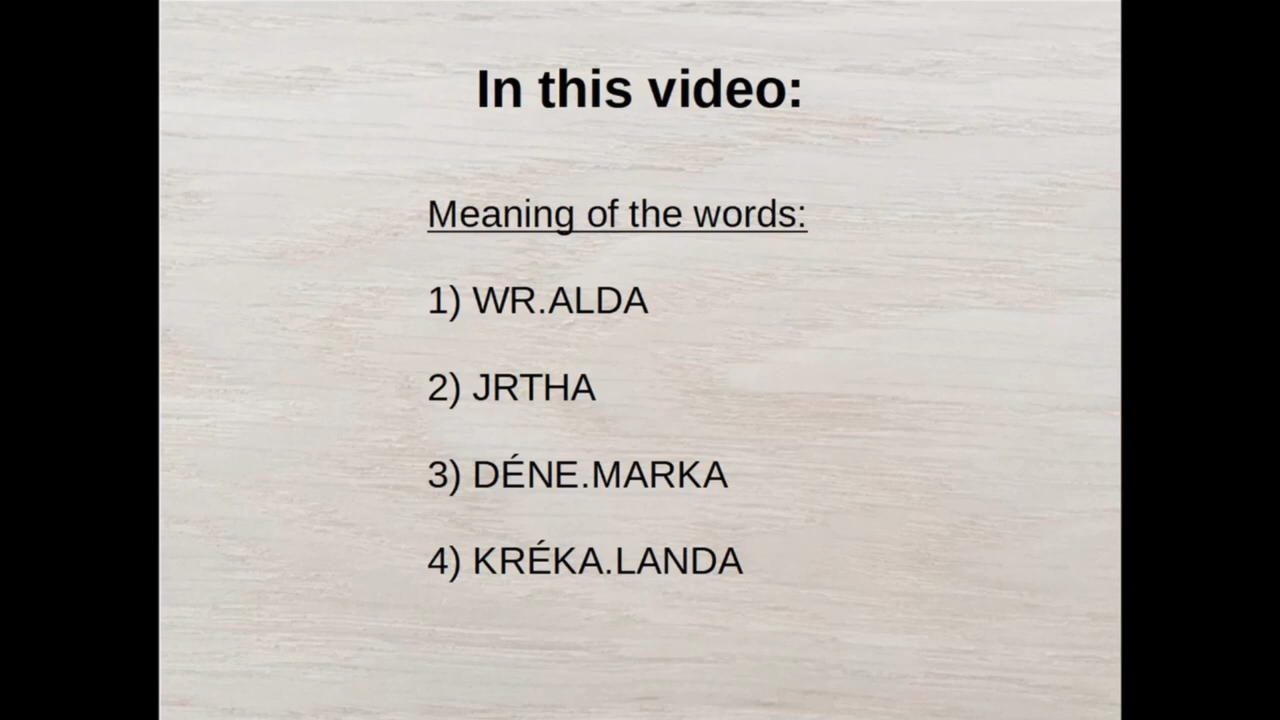 In this video:
Meaning of the words:
1) WR.ALDA
2) JRTHA
3) DÉNE.MARKA
4) KRÉKA.LANDA